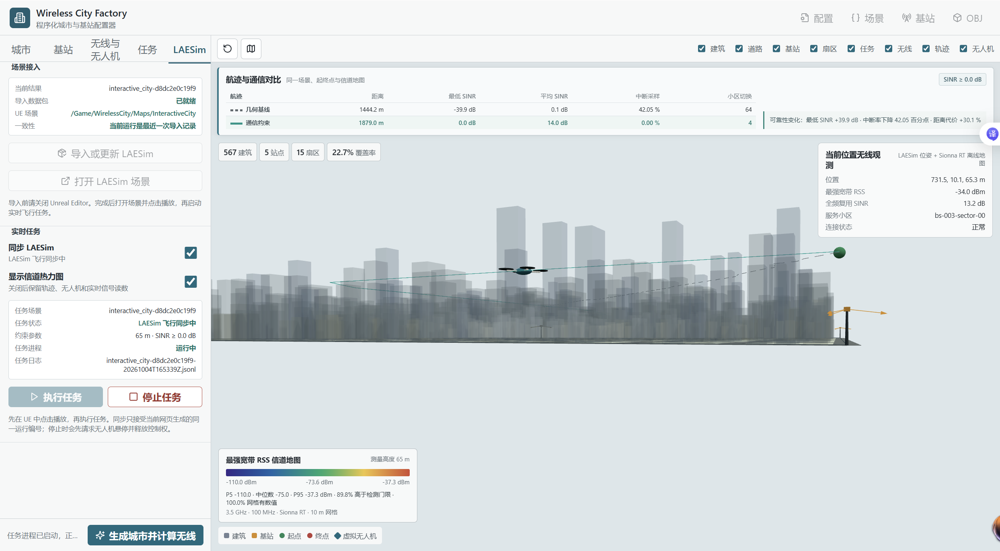 Wireless City Factory
程序化城市与基站配置器
配置
场景
基站
OBJ
城市
基站
无线与
无人机
任务
LAESim
建筑
道路
基站
扇区
任务
无线
轨迹
无人机
场景接入
当前结果 interactive_city-d8dc2e0c19f9
导入数据包 已就绪
UE 场景 /Game/WirelessCity/Maps/InteractiveCity
一致性 当前运行是最近一次导入记录
导入或更新 LAESim
打开 LAESim 场景
导入前请关闭 Unreal Editor。完成后打开场景并点击播放，再启动
实时飞行任务。
实时任务
同步 LAESim
LAESim 飞行同步中
显示信道热力图
关闭后保留轨迹、无人机和实时信号读数
任务场景 interactive_city-d8dc2e0c19f9
任务状态 LAESim 飞行同步中
约束参数 65 m · SINR ≥ 0.0 dB
任务进程 运行中
任务日志 interactive_city-d8dc2e0c19f9-
20261004T165339Z.jsonl
执行任务
停止任务
先在 UE 中点击播放，再执行任务。同步只接受当前网页生成的同
一运行编号；停止时会先请求无人机悬停并释放控制权。
任务进程已启动，正...
生成城市并计算无线
航迹与通信对比 同一场景、起终点与信道地图
SINR ≥ 0.0 dB
航迹 距离 最低 SINR 平均 SINR 中断采样 小区切换
几何基线 1444.2 m -39.9 dB 0.1 dB 42.05 % 64
通信约束 1879.0 m 0.0 dB 14.0 dB 0.00 % 4
可靠性变化：最低 SINR +39.9 dB · 中断率下降 42.05 百分点 · 距离代价 +30.1 %
译
567 建筑
5 站点
15 扇区
22.7% 覆盖率
当前位置无线观
测
LAESim 位姿 + Sionna RT 离线地
图
位置 731.5, 10.1, 65.3 m
最强宽带 RSS -34.0 dBm
全频复用 SINR 13.2 dB
服务小区 bs-003-sector-00
连接状态 正常
最强宽带 RSS 信道地图 测量高度 65 m
-110.0 dBm -73.6 dBm -37.3 dBm
P5 -110.0 · 中位数 -75.0 · P95 -37.3 dBm · 89.8% 高于检测门限 ·
100.0% 网格有数值
3.5 GHz · 100 MHz · Sionna RT · 10 m 网格
建筑 基站 起点 终点 虚拟无人机